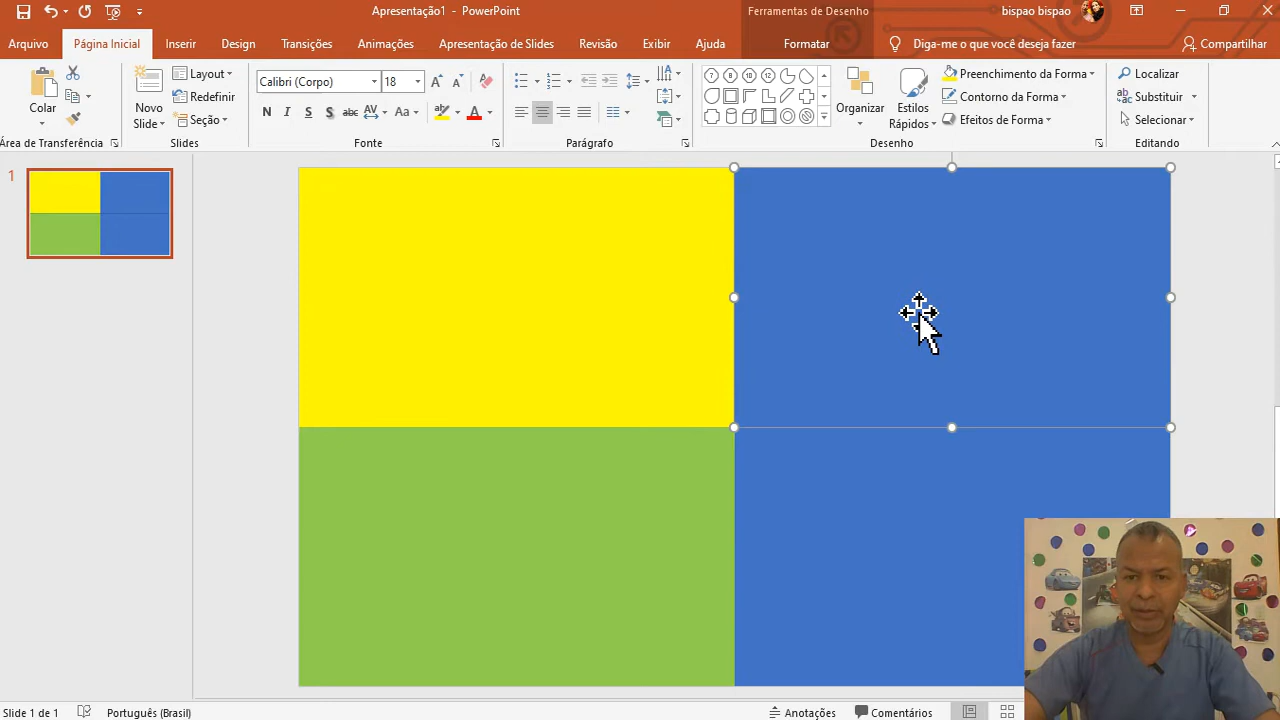 Apresentação1 - PowerPoint
Ferramentas de Desenho
bispao bispao
Arquivo
Página Inicial
Inserir
Design
Transições
Animações
Apresentação de Slides
Revisão
Exibir
Ajuda
Formatar
Diga-me o que você deseja fazer
Compartilhar
Colar
Novo
Slide
Layout
Redefinir
Seção
Calibri (Corpo)
18
N
I
S
S
abc
AV
Aa
A
Organizar
Estilos
Rápidos
Preenchimento da Forma
Contorno da Forma
Efeitos de Forma
Localizar
Substituir
Selecionar
Área de Transferência
Slides
Fonte
Parágrafo
Desenho
Editando
1
Slide 1 de 1
Português (Brasil)
Anotações
Comentários